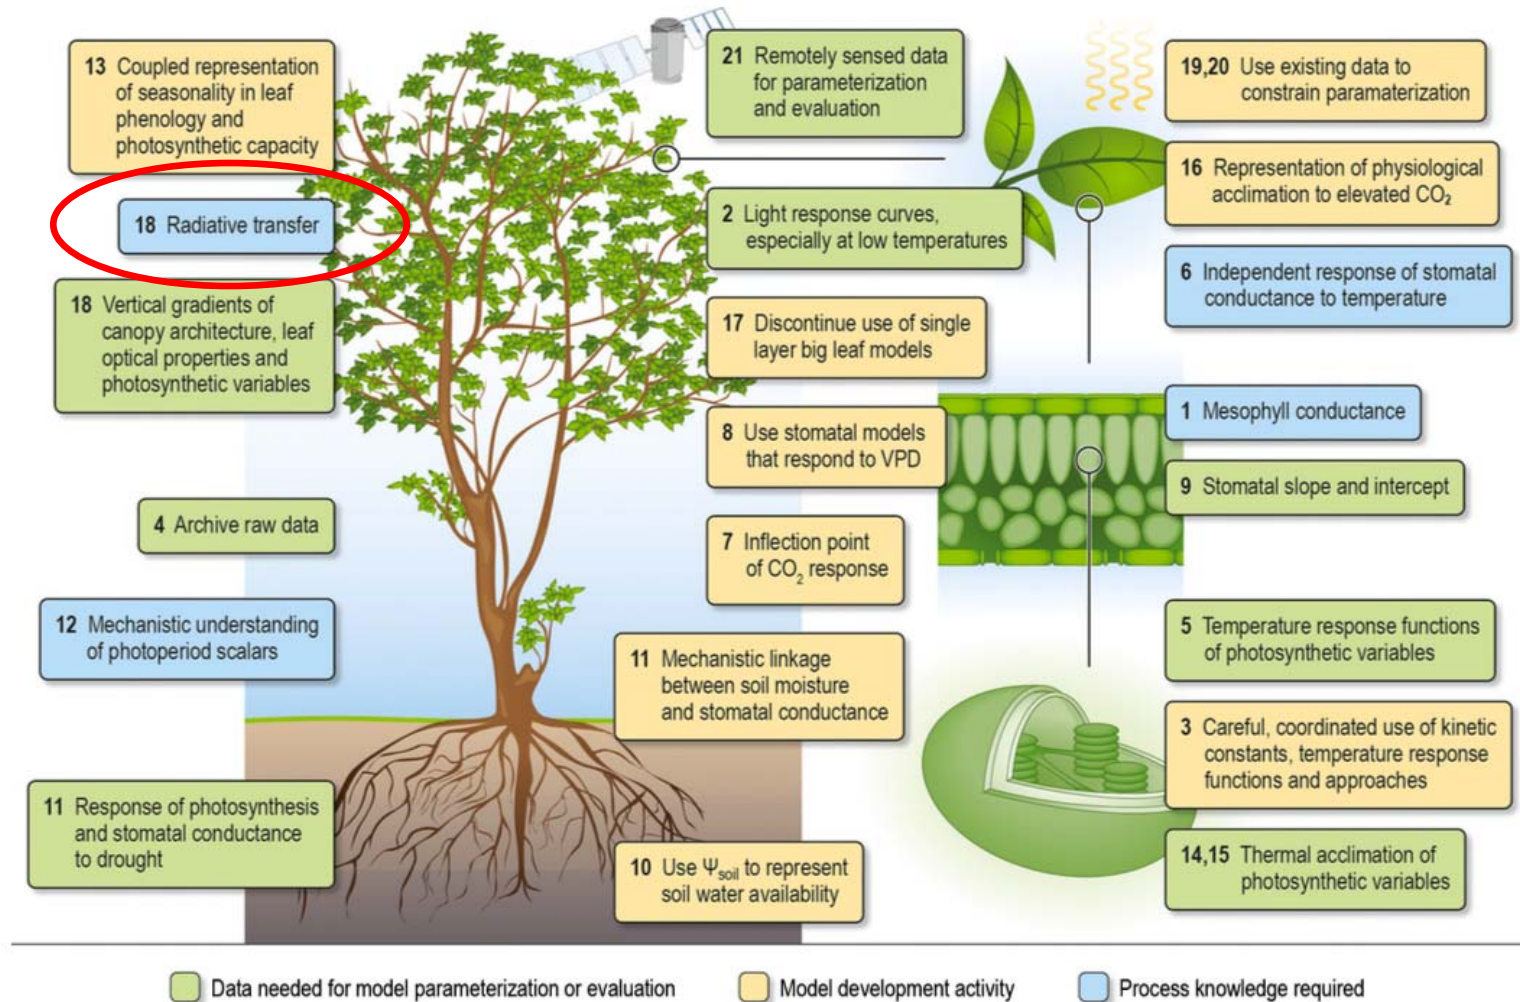 13 Coupled representation
of seasonality in leaf
phenology and
photosynthetic capacity
18 Radiative transfer
18 Vertical gradients of
canopy architecture, leaf
optical properties and
photosynthetic variables
4 Archive raw data
12 Mechanistic understanding
of photoperiod scalars
11 Response of photosynthesis
and stomatal conductance
to drought
21 Remotely sensed data
for parameterization
and evaluation
2 Light response curves,
especially at low temperatures
17 Discontinue use of single
layer big leaf models
8 Use stomatal models
that respond to VPD
7 Inflection point
of CO₂ response
11 Mechanistic linkage
between soil moisture
and stomatal conductance
10 Use Ψsoil to represent
soil water availability
19,20 Use existing data to
constrain paramaterization
16 Representation of physiological
acclimation to elevated CO₂
6 Independent response of stomatal
conductance to temperature
1 Mesophyll conductance
9 Stomatal slope and intercept
5 Temperature response functions
of photosynthetic variables
3 Careful, coordinated use of kinetic
constants, temperature response
functions and approaches
14,15 Thermal acclimation of
photosynthetic variables
Data needed for model parameterization or evaluation
Model development activity
Process knowledge required